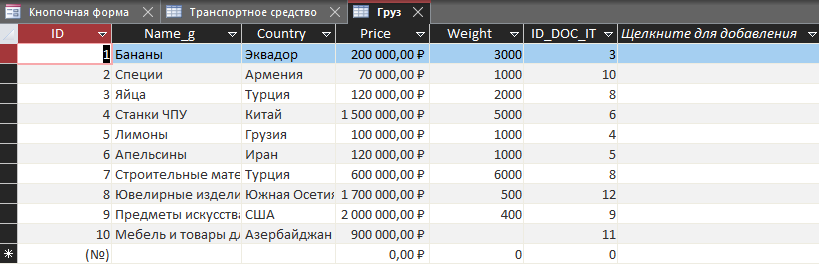 Кнопочная форма Транспортное средство Груз
ID Name_g Country Price Weight ID_DOC_IT Щелкните для добавления
1 Бананы Эквадор 200 000,00 ₽ 3000 3
2 Специи Армения 70 000,00 ₽ 1000 10
3 Яйца Турция 120 000,00 ₽ 2000 8
4 Станки ЧПУ Китай 1 500 000,00 ₽ 5000 6
5 Лимоны Грузия 100 000,00 ₽ 1000 4
6 Апельсины Иран 120 000,00 ₽ 1000 5
7 Строительные мате Турция 600 000,00 ₽ 6000 8
8 Ювелирные издели Южная Осетия 1 700 000,00 ₽ 500 12
9 Предметы искусства США 2 000 000,00 ₽ 400 9
10 Мебель и товары дл Азербайджан 900 000,00 ₽ 11
(№) 0,00 ₽ 0 0